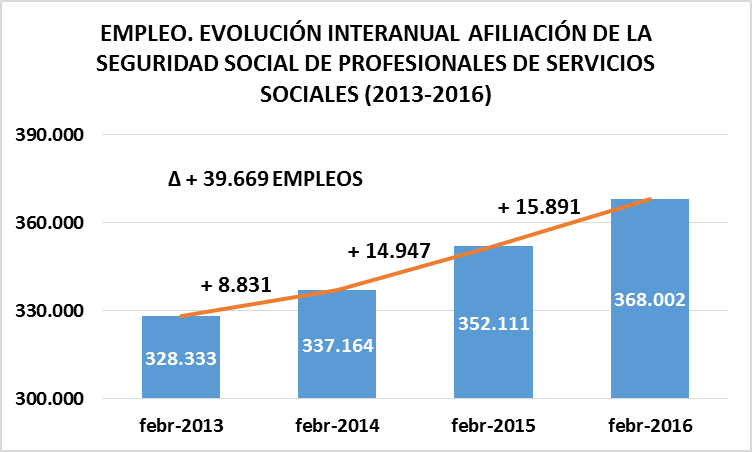 EMPLEO. EVOLUCIÓN INTERANUAL AFILIACIÓN DE LA
SEGURIDAD SOCIAL DE PROFESIONALES DE SERVICIOS
SOCIALES (2013-2016)
390.000
Δ + 39.669 EMPLEOS
360.000
+ 15.891
+ 14.947
+ 8.831
330.000
368.002
352.111
337.164
328.333
300.000
febr-2013
febr-2014
febr-2015
febr-2016